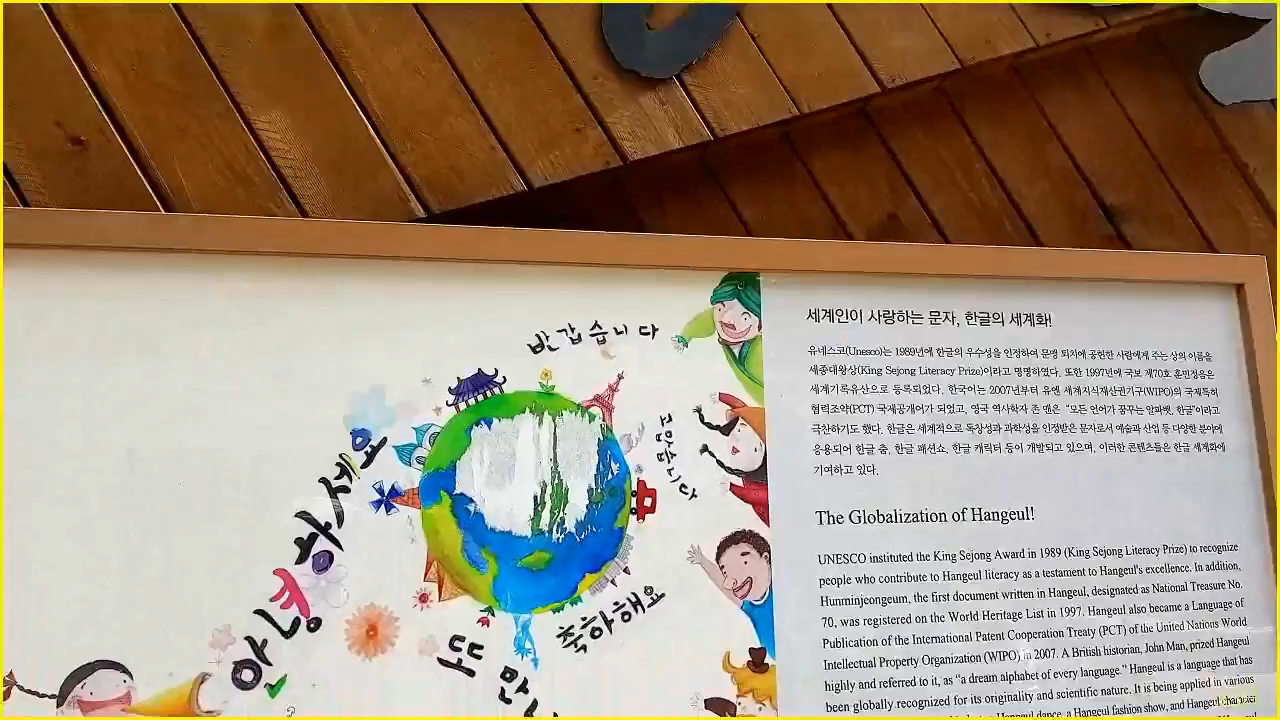 반갑습니다
고맙습니다
안녕하세요
축하해요
또 만나
세계인이 사랑하는 문자, 한글의 세계화!
유네스코(Unesco)는 1989년에 한글의 우수성을 인정하여 문맹 퇴치에 공헌한 사람에게 주는 상의 이름을
세종대왕상(King Sejong Literacy Prize)이라고 명명하였다. 또한 1997년에 국보 제70호 훈민정음은
세계기록유산으로 등록되었다. 한국어는 2007년부터 유엔 세계지식재산권기구(WIPO)의 국제특허
협력조약(PCT) 국제공개어가 되었고, 영국 역사학자 존 맨은 "모든 언어가 꿈꾸는 알파벳, 한글"이라고
극찬하기도 했다. 한글은 세계적으로 독창성과 과학성을 인정받은 문자로서 예술과 산업 등 다양한 분야에
응용되어 한글 춤, 한글 패션쇼, 한글 캐릭터 등이 개발되고 있으며, 이러한 콘텐츠들은 한글 세계화에
기여하고 있다.
The Globalization of Hangeul!
UNESCO instituted the King Sejong Award in 1989 (King Sejong Literacy Prize) to recognize
people who contribute to Hangeul literacy as a testament to Hangeul's excellence. In addition,
Hunminjeongeum, the first document written in Hangeul, designated as National Treasure No.
70, was registered on the World Heritage List in 1997. Hangeul also became a Language of
Publication of the International Patent Cooperation Treaty (PCT) of the United Nations World
Intellectual Property Organization (WIPO) in 2007. A British historian, John Man, prized Hangeul
highly and referred to it, as "a dream alphabet of every language." Hangeul is a language that has
been globally recognized for its originality and scientific nature. It is being applied in various
Hangeul dance, a Hangeul fashion show, and Hangeul character